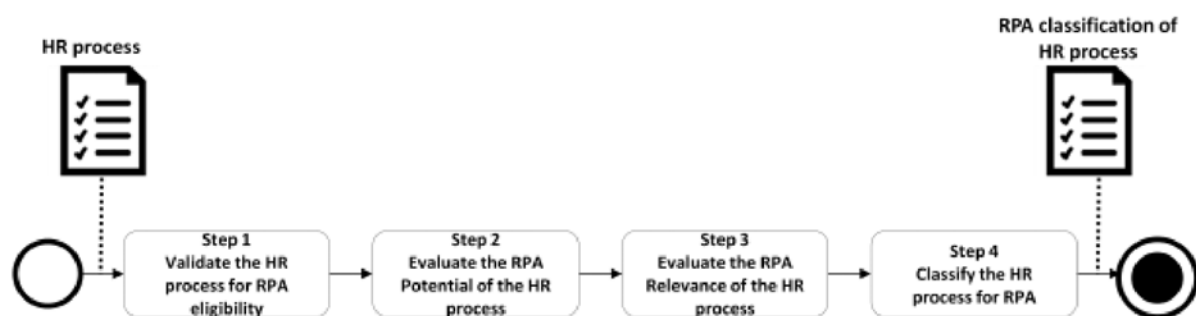 HR process
RPA classification of
HR process
Step 1
Validate the HR
process for RPA
eligibility
Step 2
Evaluate the RPA
Potential of the HR
process
Step 3
Evaluate the RPA
Relevance of the HR
process
Step 4
Classify the HR
process for RPA